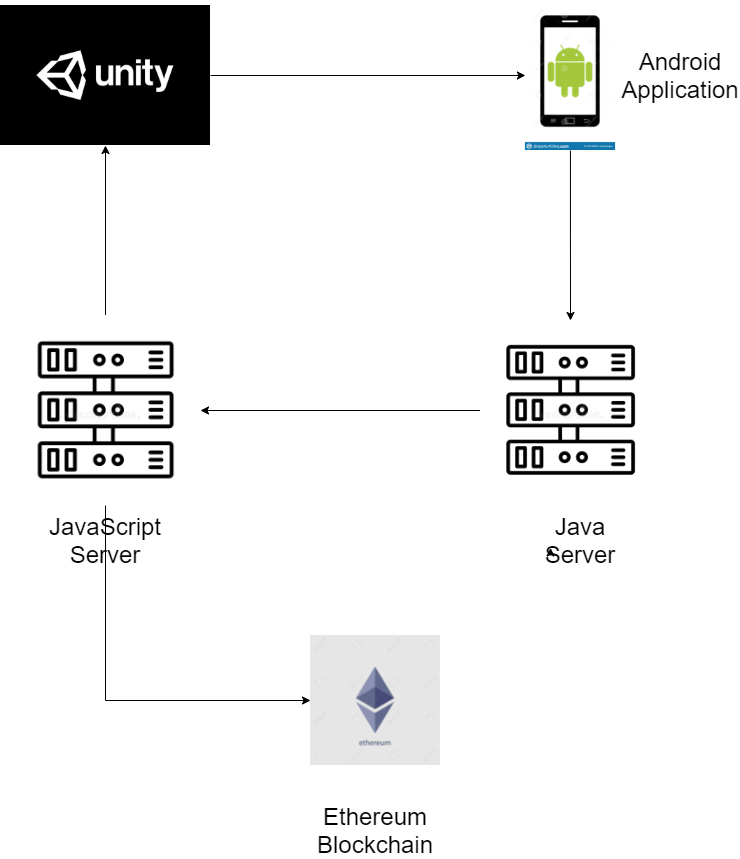 unity
Android
Application
JavaScript
Server
Java
Server
ethereum
Ethereum
Blockchain